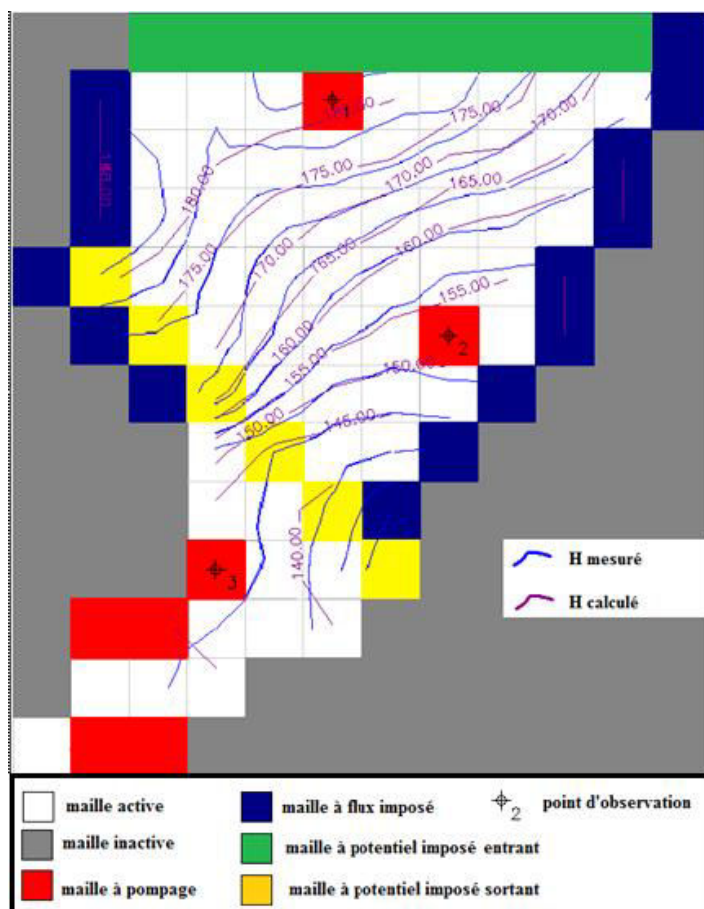 1
175.00
170.00
175.00
180.00
170.00
165.00
180.00
175.00
170.00
165.00
160.00
155.00
160.00
2
155.00
150.00
150.00
145.00
140.00
3
H mesuré
H calculé
maille active
maille à flux imposé
2
point d'observation
maille inactive
maille à potentiel imposé entrant
maille à pompage
maille à potentiel imposé sortant